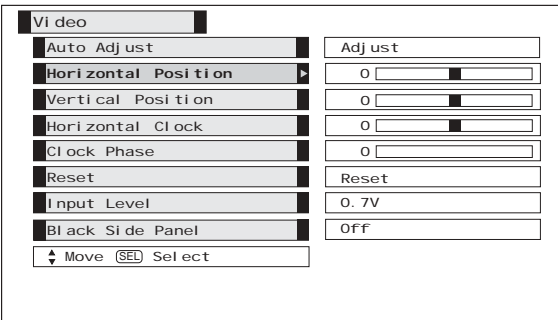 Video
Auto Adjust Adjust
Horizontal Position 0
Vertical Position 0
Horizontal Clock 0
Clock Phase 0
Reset Reset
Input Level 0.7V
Black Side Panel Off
Move SEL Select